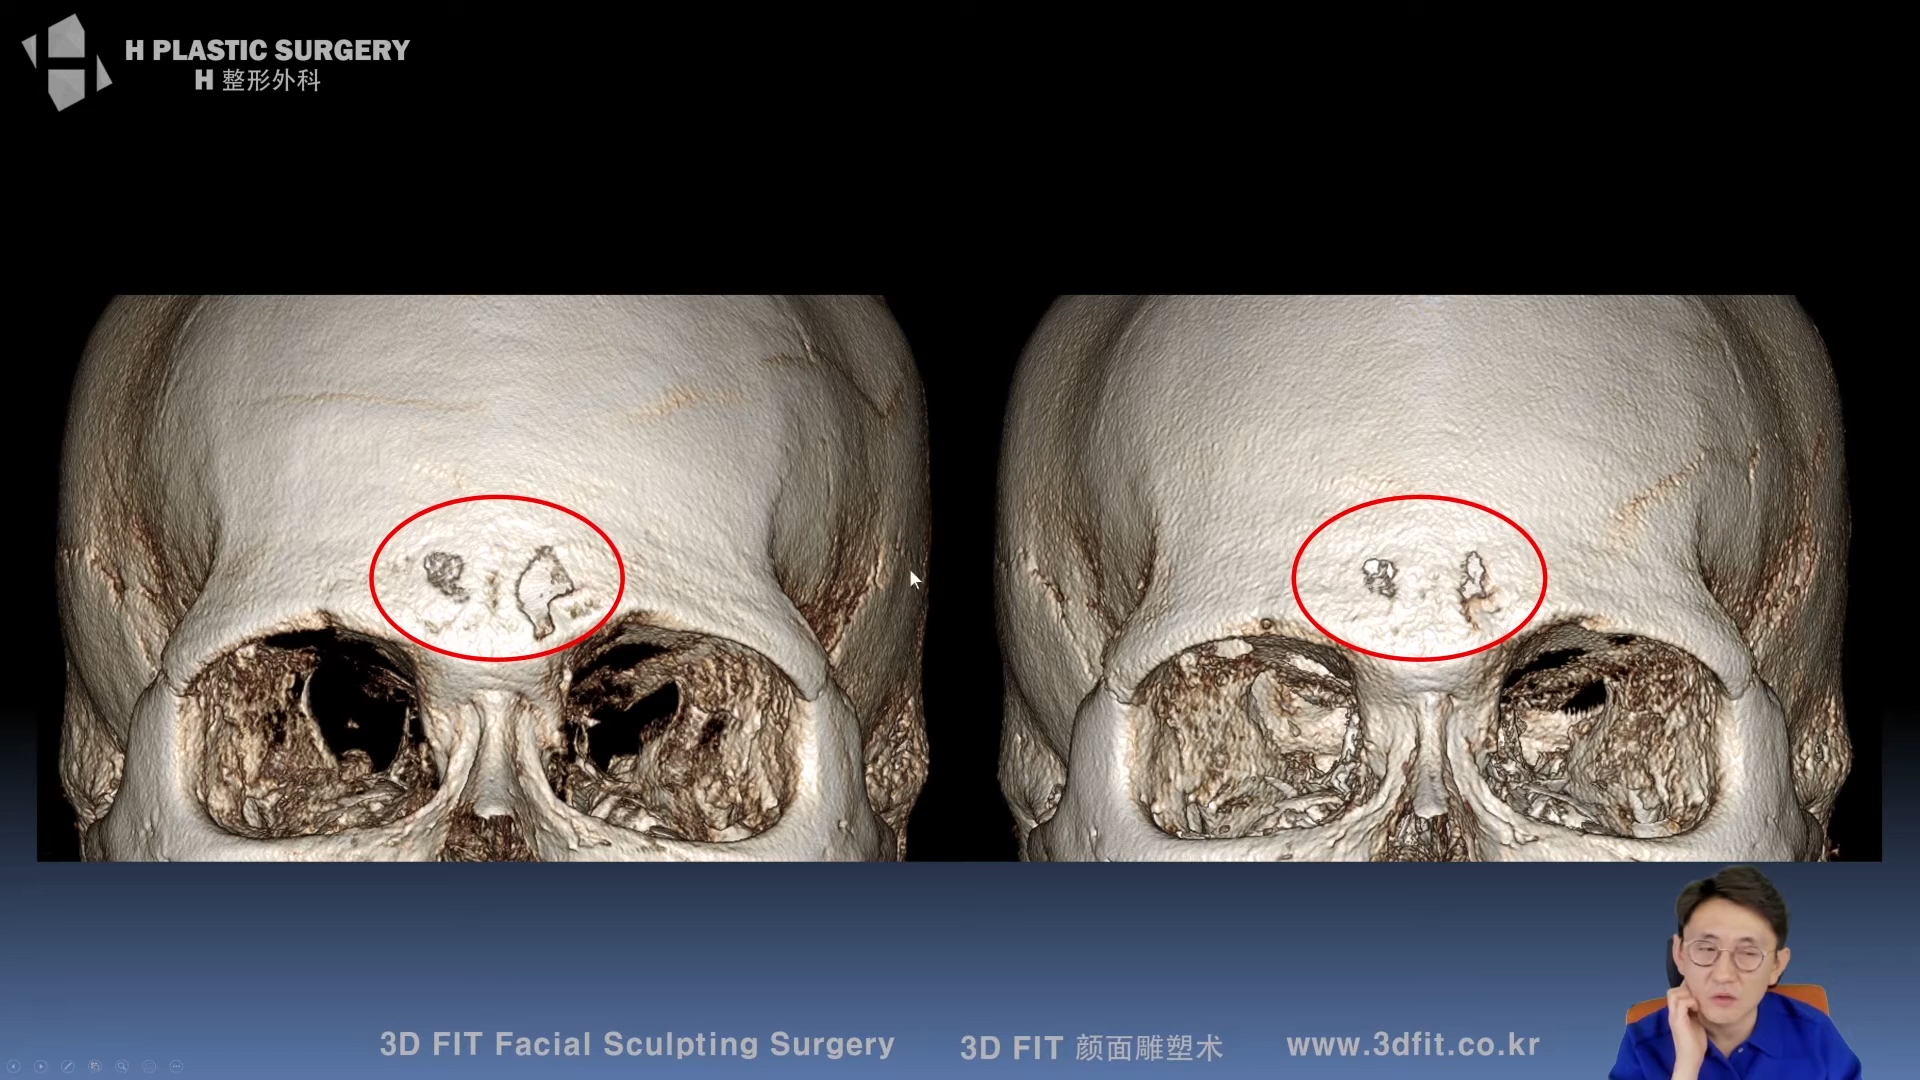 H PLASTIC SURGERY
H 整形外科
3D FIT Facial Sculpting Surgery
3D FIT 颜面雕塑术
www.3dfit.co.kr